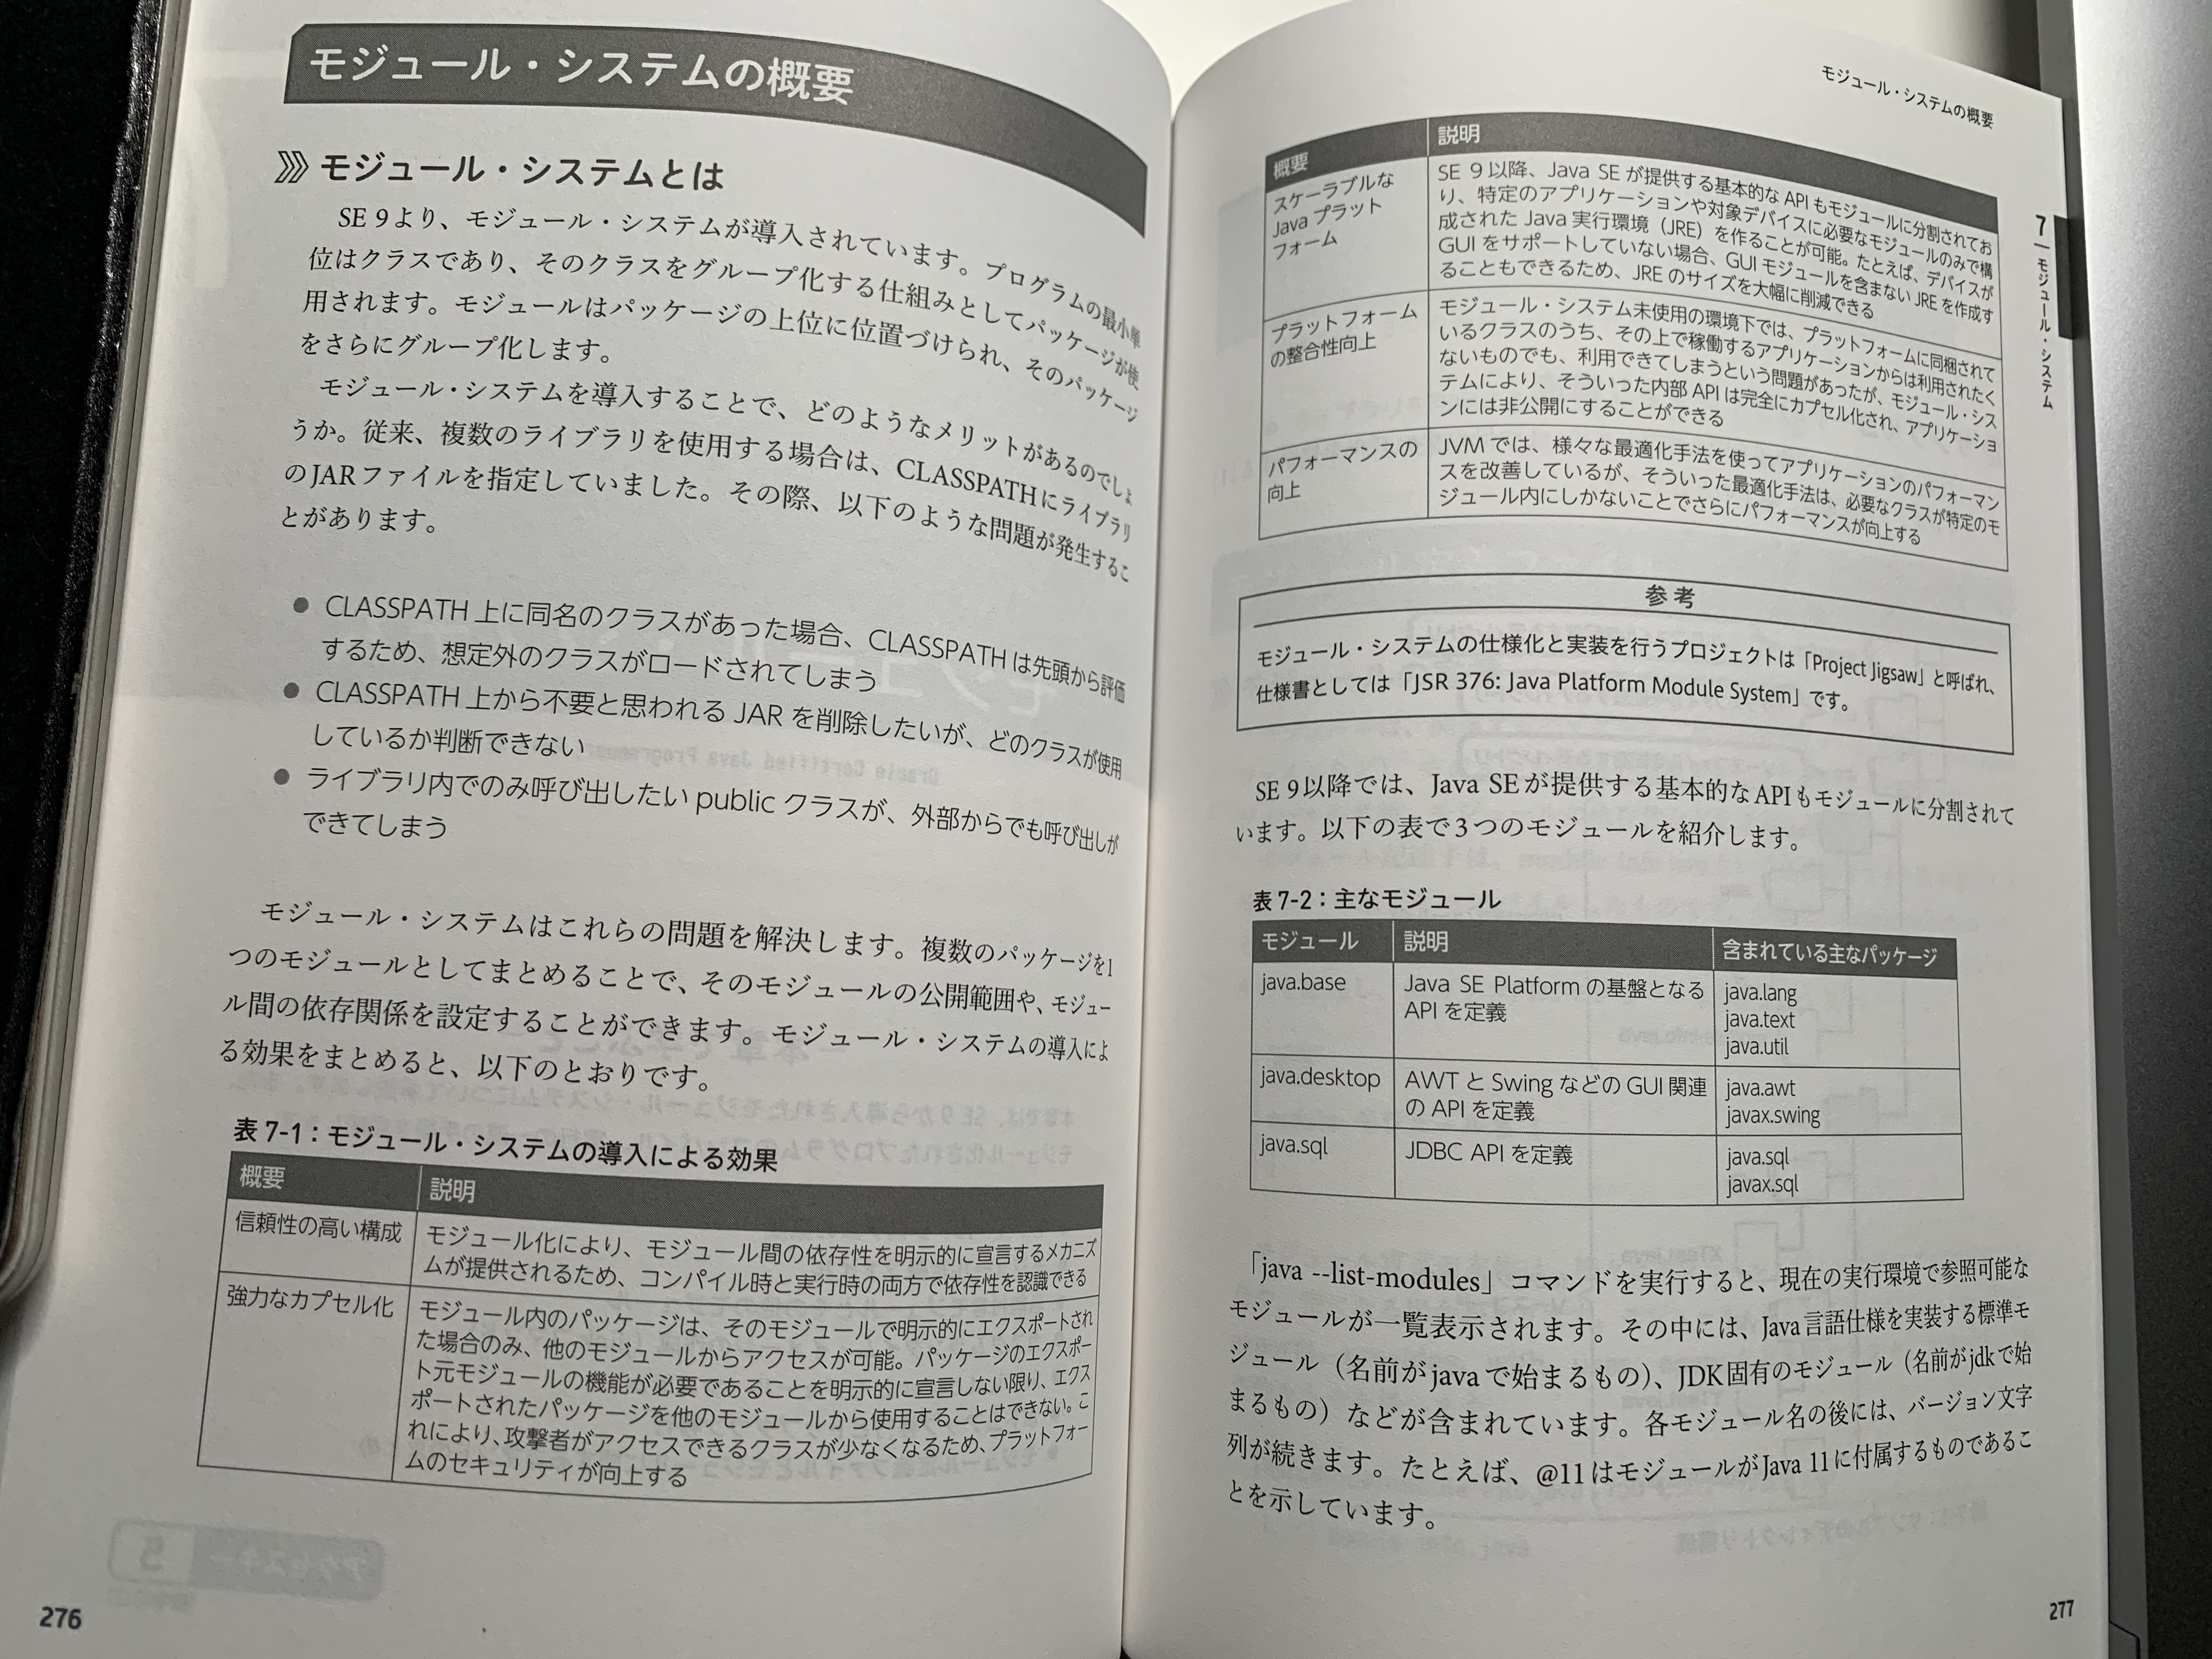 モジュール・システムの概要
モジュール・システムとは
SE 9より、モジュール・システムが導入されています。プログラムの最小単
位はクラスであり、そのクラスをグループ化する仕組みとしてパッケージが使
用されます。モジュールはパッケージの上位に位置づけられ、そのパッケージ
をさらにグループ化します。
モジュール・システムを導入することで、どのようなメリットがあるのでしょ
うか。従来、複数のライブラリを使用する場合は、CLASSPATHにライブラリ
のJARファイルを指定していました。その際、以下のような問題が発生するこ
とがあります。
● CLASSPATH 上に同名のクラスがあった場合、CLASSPATH は先頭から評価
するため、想定外のクラスがロードされてしまう
● CLASSPATH 上から不要と思われる JAR を削除したいが、どのクラスが使用
しているか判断できない
● ライブラリ内でのみ呼び出したい public クラスが、外部からでも呼び出しが
できてしまう
モジュール・システムはこれらの問題を解決します。複数のパッケージを1
つのモジュールとしてまとめることで、そのモジュールの公開範囲や、モジュー
ル間の依存関係を設定することができます。モジュール・システムの導入によ
る効果をまとめると、以下のとおりです。
表 7-1：モジュール・システムの導入による効果
概要 説明
信頼性の高い構成 モジュール化により、モジュール間の依存性を明示的に宣言するメカニズ
ムが提供されるため、コンパイル時と実行時の両方で依存性を認識できる
強力なカプセル化 モジュール内のパッケージは、そのモジュールで明示的にエクスポートされ
た場合のみ、他のモジュールからアクセスが可能。パッケージのエクスポー
ト元モジュールの機能が必要であることを明示的に宣言しない限り、エクス
ポートされたパッケージを他のモジュールから使用することはできない。こ
れにより、攻撃者がアクセスできるクラスが少なくなるため、プラットフォー
ムのセキュリティが向上する
276
モジュール・システムの概要
概要 説明
スケーラブルな
Java プラット
フォーム
SE 9以降、Java SE が提供する基本的な API もモジュールに分割されてお
り、特定のアプリケーションや対象デバイスに必要なモジュールのみで構
成された Java 実行環境（JRE）を作ることが可能。たとえば、デバイスが
GUI をサポートしていない場合、GUI モジュールを含まない JRE を作成す
ることもできるため、JRE のサイズを大幅に削減できる
プラットフォーム
の整合性向上
モジュール・システム未使用の環境下では、プラットフォームに同梱されて
いるクラスのうち、その上で稼働するアプリケーションからは利用されたく
ないものでも、利用できてしまうという問題があったが、モジュール・シス
テムにより、そういった内部 API は完全にカプセル化され、アプリケーショ
ンには非公開にすることができる
パフォーマンスの
向上
JVM では、様々な最適化手法を使ってアプリケーションのパフォーマン
スを改善しているが、そういった最適化手法は、必要なクラスが特定のモ
ジュール内にしかないことでさらにパフォーマンスが向上する
7 モジュール・システム
参考
モジュール・システムの仕様化と実装を行うプロジェクトは「Project Jigsaw」と呼ばれ、
仕様書としては「JSR 376: Java Platform Module System」です。
SE 9以降では、Java SEが提供する基本的なAPIもモジュールに分割されて
います。以下の表で3つのモジュールを紹介します。
表 7-2：主なモジュール
モジュール 説明 含まれている主なパッケージ
java.base Java SE Platform の基盤となる
API を定義
java.lang
java.text
java.util
java.desktop AWT と Swing などの GUI 関連
の API を定義
java.awt
javax.swing
java.sql JDBC API を定義 java.sql
javax.sql
「java --list-modules」コマンドを実行すると、現在の実行環境で参照可能な
モジュールが一覧表示されます。その中には、Java言語仕様を実装する標準モ
ジュール（名前がjavaで始まるもの）、JDK固有のモジュール（名前がjdkで始
まるもの）などが含まれています。各モジュール名の後には、バージョン文字
列が続きます。たとえば、@11はモジュールがJava 11に付属するものであるこ
とを示しています。
277